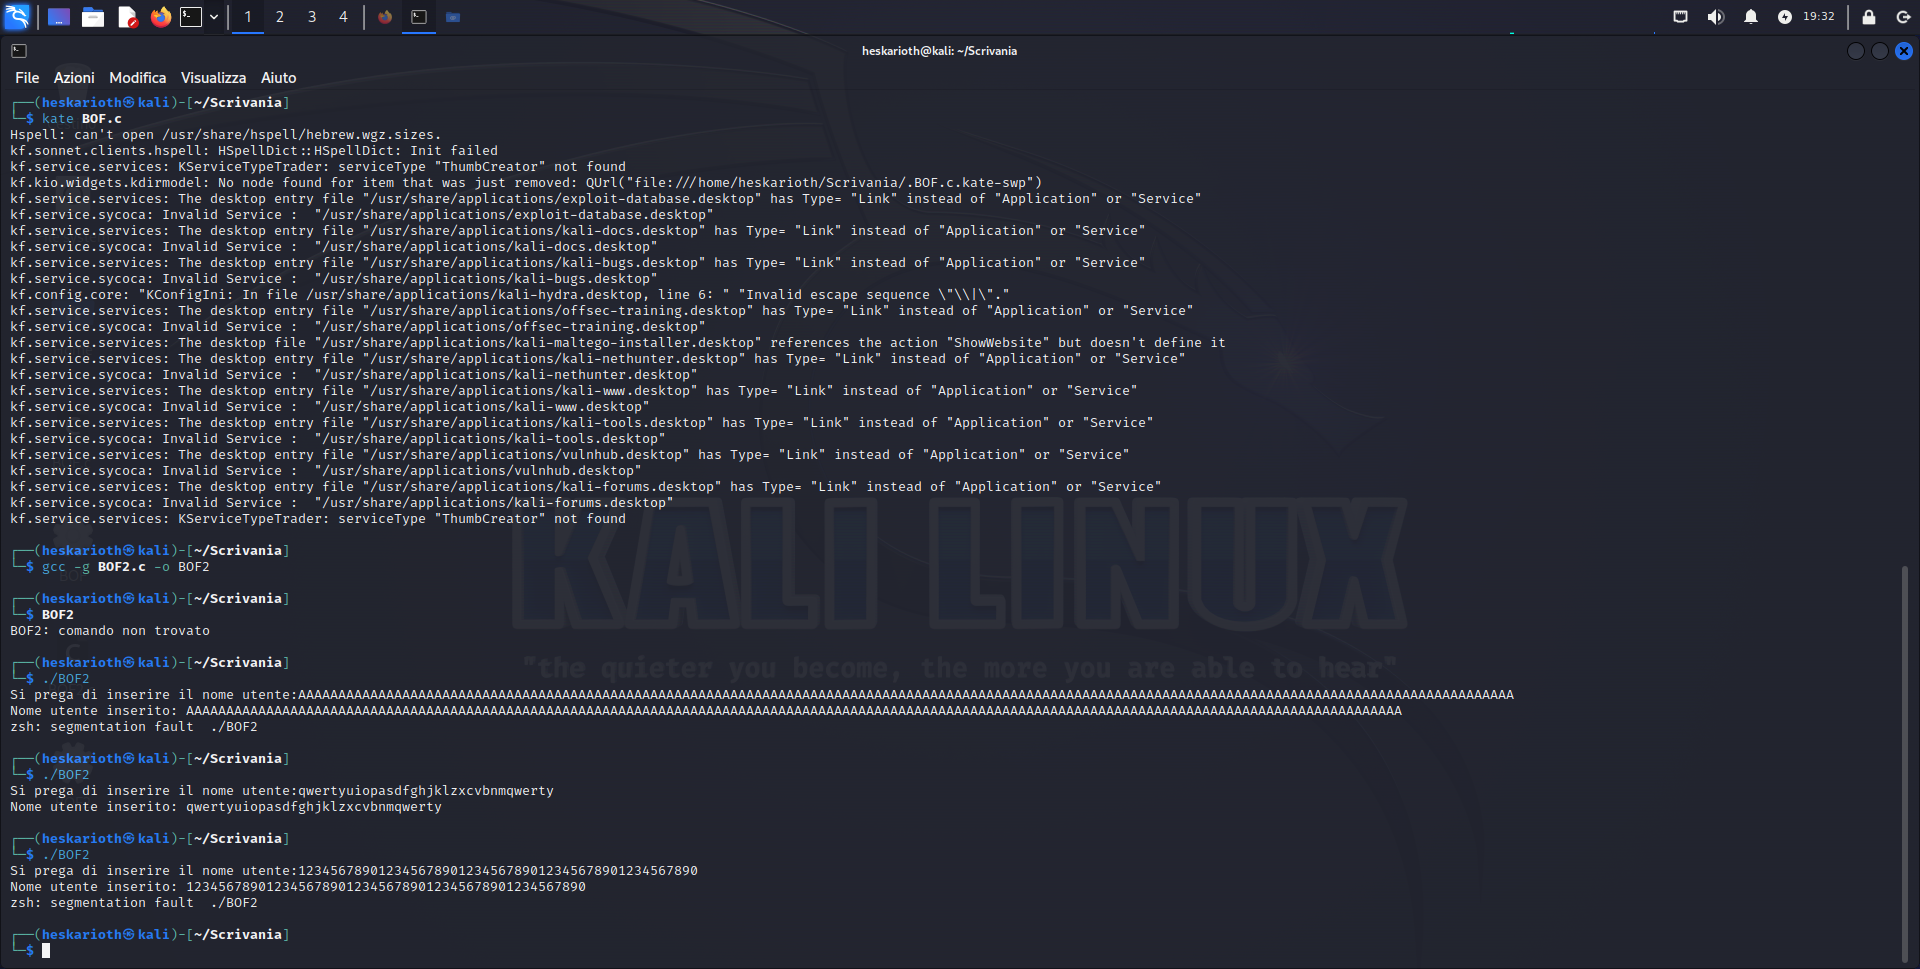 1 2 3 4 19:32
heskarioth@kali: ~/Scrivania
File Azioni Modifica Visualizza Aiuto
┌──(heskarioth㉿kali)-[~/Scrivania]
└─$ kate BOF.c
Hspell: can't open /usr/share/hspell/hebrew.wgz.sizes.
kf.sonnet.clients.hspell: HSpellDict::HSpellDict: Init failed
kf.service.services: KServiceTypeTrader: serviceType "ThumbCreator" not found
kf.kio.widgets.kdirmodel: No node found for item that was just removed: QUrl("file:///home/heskarioth/Scrivania/.BOF.c.kate-swp")
kf.service.services: The desktop entry file "/usr/share/applications/exploit-database.desktop" has Type= "Link" instead of "Application" or "Service"
kf.service.sycoca: Invalid Service :  "/usr/share/applications/exploit-database.desktop"
kf.service.services: The desktop entry file "/usr/share/applications/kali-docs.desktop" has Type= "Link" instead of "Application" or "Service"
kf.service.sycoca: Invalid Service :  "/usr/share/applications/kali-docs.desktop"
kf.service.services: The desktop entry file "/usr/share/applications/kali-bugs.desktop" has Type= "Link" instead of "Application" or "Service"
kf.service.sycoca: Invalid Service :  "/usr/share/applications/kali-bugs.desktop"
kf.config.core: "KConfigIni: In file /usr/share/applications/kali-hydra.desktop, line 6: " "Invalid escape sequence \"\\|\"."
kf.service.services: The desktop entry file "/usr/share/applications/offsec-training.desktop" has Type= "Link" instead of "Application" or "Service"
kf.service.sycoca: Invalid Service :  "/usr/share/applications/offsec-training.desktop"
kf.service.services: The desktop file "/usr/share/applications/kali-maltego-installer.desktop" references the action "ShowWebsite" but doesn't define it
kf.service.services: The desktop entry file "/usr/share/applications/kali-nethunter.desktop" has Type= "Link" instead of "Application" or "Service"
kf.service.sycoca: Invalid Service :  "/usr/share/applications/kali-nethunter.desktop"
kf.service.services: The desktop entry file "/usr/share/applications/kali-www.desktop" has Type= "Link" instead of "Application" or "Service"
kf.service.sycoca: Invalid Service :  "/usr/share/applications/kali-www.desktop"
kf.service.services: The desktop entry file "/usr/share/applications/kali-tools.desktop" has Type= "Link" instead of "Application" or "Service"
kf.service.sycoca: Invalid Service :  "/usr/share/applications/kali-tools.desktop"
kf.service.services: The desktop entry file "/usr/share/applications/vulnhub.desktop" has Type= "Link" instead of "Application" or "Service"
kf.service.sycoca: Invalid Service :  "/usr/share/applications/vulnhub.desktop"
kf.service.services: The desktop entry file "/usr/share/applications/kali-forums.desktop" has Type= "Link" instead of "Application" or "Service"
kf.service.sycoca: Invalid Service :  "/usr/share/applications/kali-forums.desktop"
kf.service.services: KServiceTypeTrader: serviceType "ThumbCreator" not found
┌──(heskarioth㉿kali)-[~/Scrivania]
└─$ gcc -g BOF2.c -o BOF2
┌──(heskarioth㉿kali)-[~/Scrivania]
└─$ BOF2
BOF2: comando non trovato
KALI LINUX
"the quieter you become, the more you are able to hear"
┌──(heskarioth㉿kali)-[~/Scrivania]
└─$ ./BOF2
Si prega di inserire il nome utente:AAAAAAAAAAAAAAAAAAAAAAAAAAAAAAAAAAAAAAAAAAAAAAAAAAAAAAAAAAAAAAAAAAAAAAAAAAAAAAAAAAAAAAAAAAAAAAAAAAAAAAAAAAAAAAAAAAAAAAAAAAAAAAAAAAAAAAAAAAAAAAAAAAAAAAAA
Nome utente inserito: AAAAAAAAAAAAAAAAAAAAAAAAAAAAAAAAAAAAAAAAAAAAAAAAAAAAAAAAAAAAAAAAAAAAAAAAAAAAAAAAAAAAAAAAAAAAAAAAAAAAAAAAAAAAAAAAAAAAAAAAAAAAAAAAAAAAAAAAAAAAAAAAAAAAAAAA
zsh: segmentation fault  ./BOF2
┌──(heskarioth㉿kali)-[~/Scrivania]
└─$ ./BOF2
Si prega di inserire il nome utente:qwertyuiopasdfghjklzxcvbnmqwerty
Nome utente inserito: qwertyuiopasdfghjklzxcvbnmqwerty
┌──(heskarioth㉿kali)-[~/Scrivania]
└─$ ./BOF2
Si prega di inserire il nome utente:12345678901234567890123456789012345678901234567890
Nome utente inserito: 12345678901234567890123456789012345678901234567890
zsh: segmentation fault  ./BOF2
┌──(heskarioth㉿kali)-[~/Scrivania]
└─$